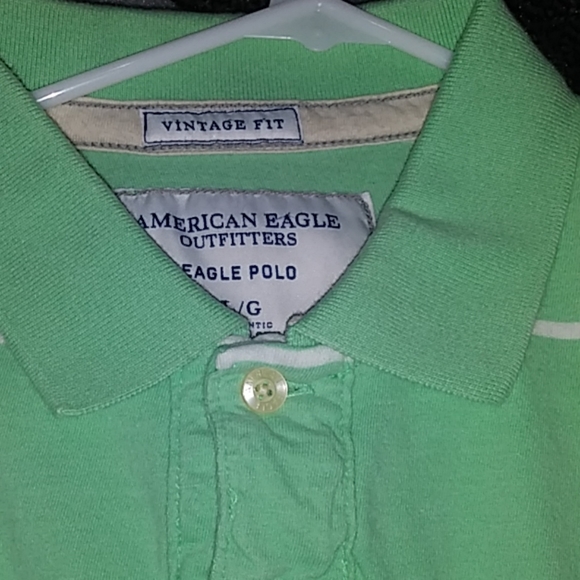 VINTAGE FIT
AMERICAN EAGLE
OUTFITTERS
EAGLE POLO
L/G